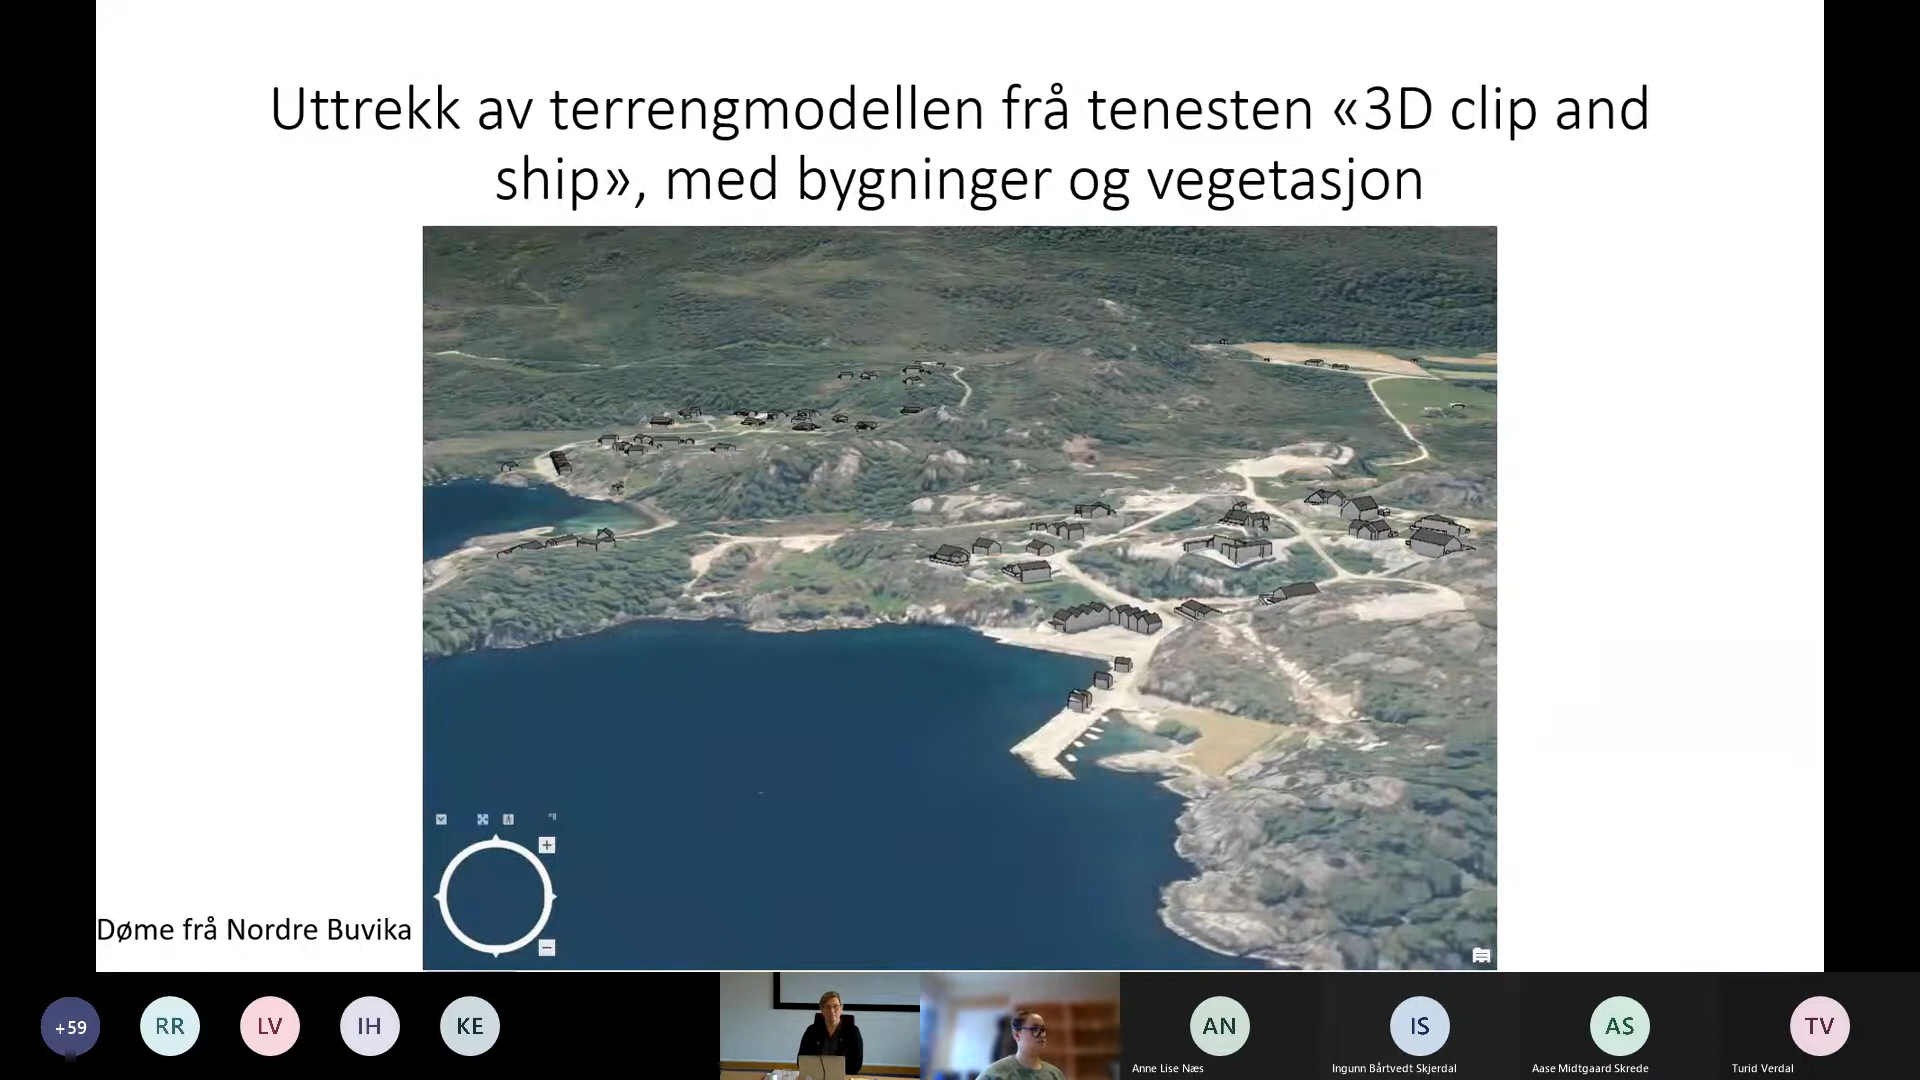 Uttrekk av terrengmodellen frå tenesten «3D clip and
ship», med bygninger og vegetasjon
Døme frå Nordre Buvika
+59
RR
LV
IH
KE
AN
IS
AS
TV
Anne Lise Næs
Ingunn Bårtvedt Skjerdal
Aase Midtgaard Skrede
Turid Verdal